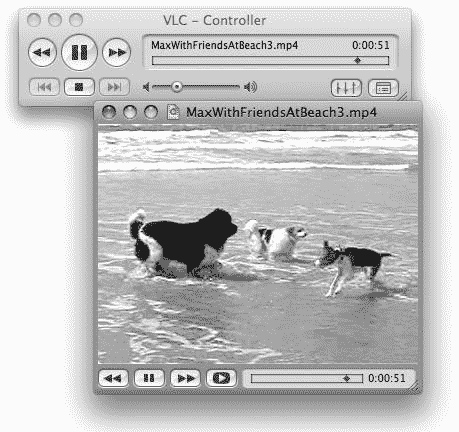 VLC – Controller
MaxWithFriendsAtBeach3.mp4 0:00:51
MaxWithFriendsAtBeach3.mp4
0:00:51